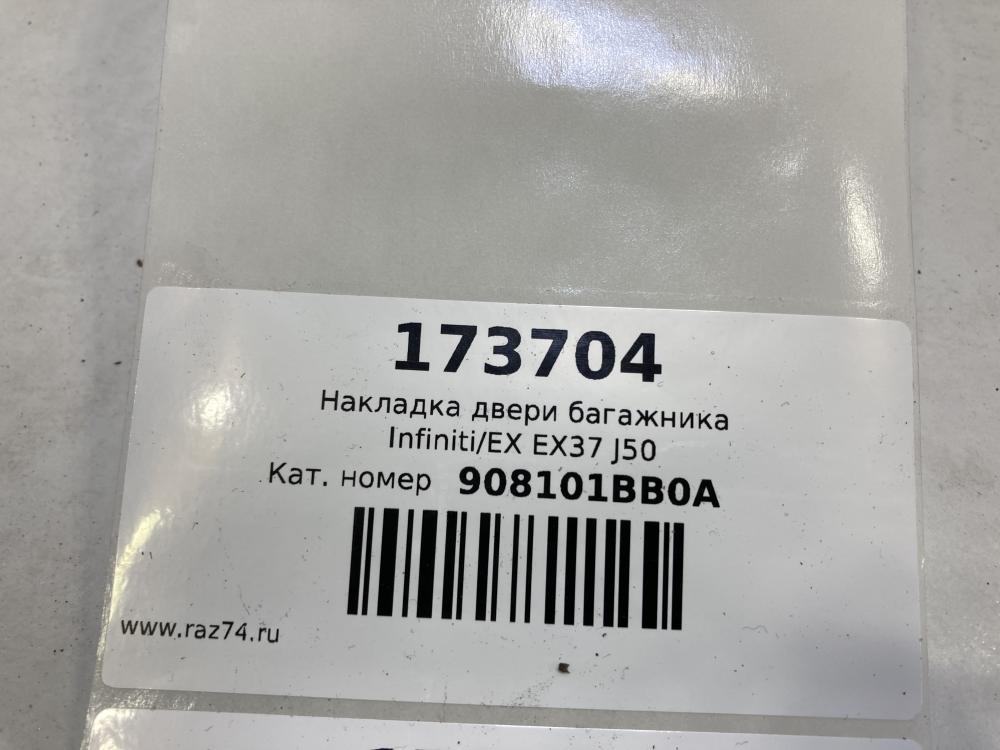 173704
Накладка двери багажника
Infiniti/EX EX37 J50
Кат. номер 908101BB0A
www.raz74.ru